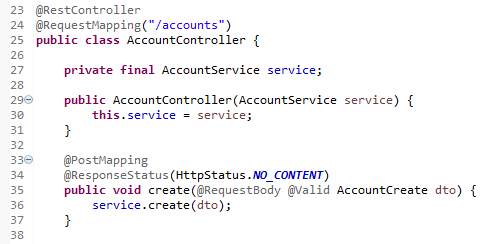 23 @RestController
24 @RequestMapping("/accounts")
25 public class AccountController {
26
27     private final AccountService service;
28
29     public AccountController(AccountService service) {
30         this.service = service;
31     }
32
33     @PostMapping
34     @ResponseStatus(HttpStatus.NO_CONTENT)
35     public void create(@RequestBody @Valid AccountCreate dto) {
36         service.create(dto);
37     }
38